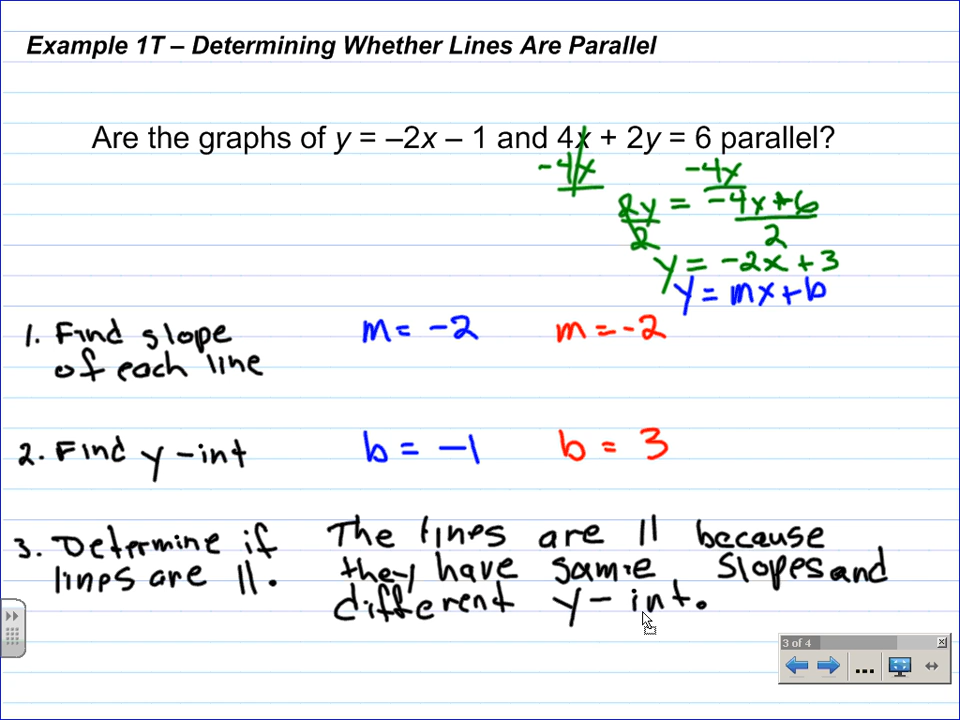 Example 1T – Determining Whether Lines Are Parallel
Are the graphs of y = –2x – 1 and 4x + 2y = 6 parallel?
-4x -4x
2y = -4x+6
2 2
y = -2x + 3
y = mx+b
1. Find slope m = -2 m = -2
of each line
2. Find y-int b = -1 b = 3
3. Determine if The lines are || because
lines are ||. they have same slopes and
different y-int.
3 of 4
...